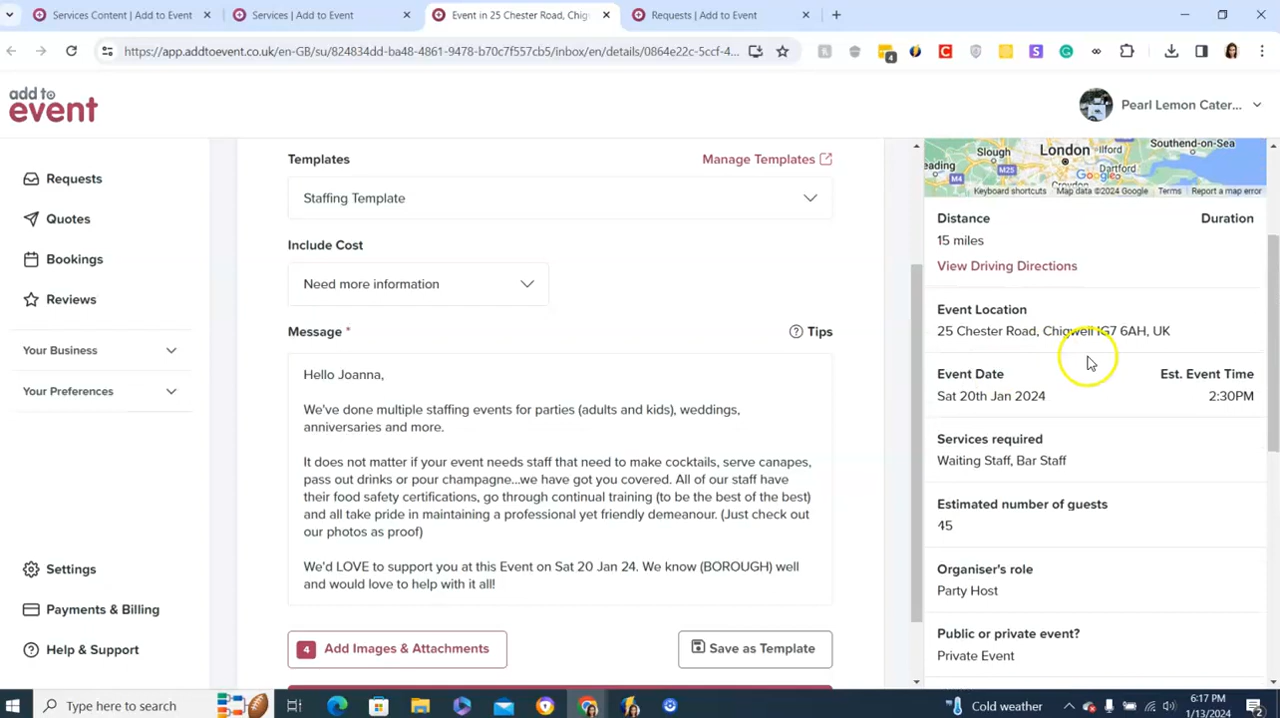 Services Content | Add to Event
Services | Add to Event
Event in 25 Chester Road, Chig
Requests | Add to Event
https://app.addtoevent.co.uk/en-GB/su/824834dd-ba48-4861-9478-b70c7f557cb5/inbox/en/details/0864e22c-5ccf-4...
4
add to
event
Pearl Lemon Cater...
Requests
Quotes
Bookings
Reviews
Your Business
Your Preferences
Settings
Payments & Billing
Help & Support
Templates
Manage Templates
Staffing Template
Include Cost
Need more information
Message *
Tips
Hello Joanna,
We've done multiple staffing events for parties (adults and kids), weddings,
anniversaries and more.
It does not matter if your event needs staff that need to make cocktails, serve canapes,
pass out drinks or pour champagne...we have got you covered. All of our staff have
their food safety certifications, go through continual training (to be the best of the best)
and all take pride in maintaining a professional yet friendly demeanour. (Just check out
our photos as proof)
We'd LOVE to support you at this Event on Sat 20 Jan 24. We know (BOROUGH) well
and would love to help with it all!
4 Add Images & Attachments
Save as Template
Slough
London
Ilford
Southend-on-Sea
eading
M4
M25
Dartford
Google
Keyboard shortcuts
Map data ©2024 Google
Terms
Report a map error
Distance
Duration
15 miles
View Driving Directions
Event Location
25 Chester Road, Chigwell IG7 6AH, UK
Event Date
Est. Event Time
Sat 20th Jan 2024
2:30PM
Services required
Waiting Staff, Bar Staff
Estimated number of guests
45
Organiser's role
Party Host
Public or private event?
Private Event
Type here to search
Cold weather
6:17 PM
1/13/2024
2